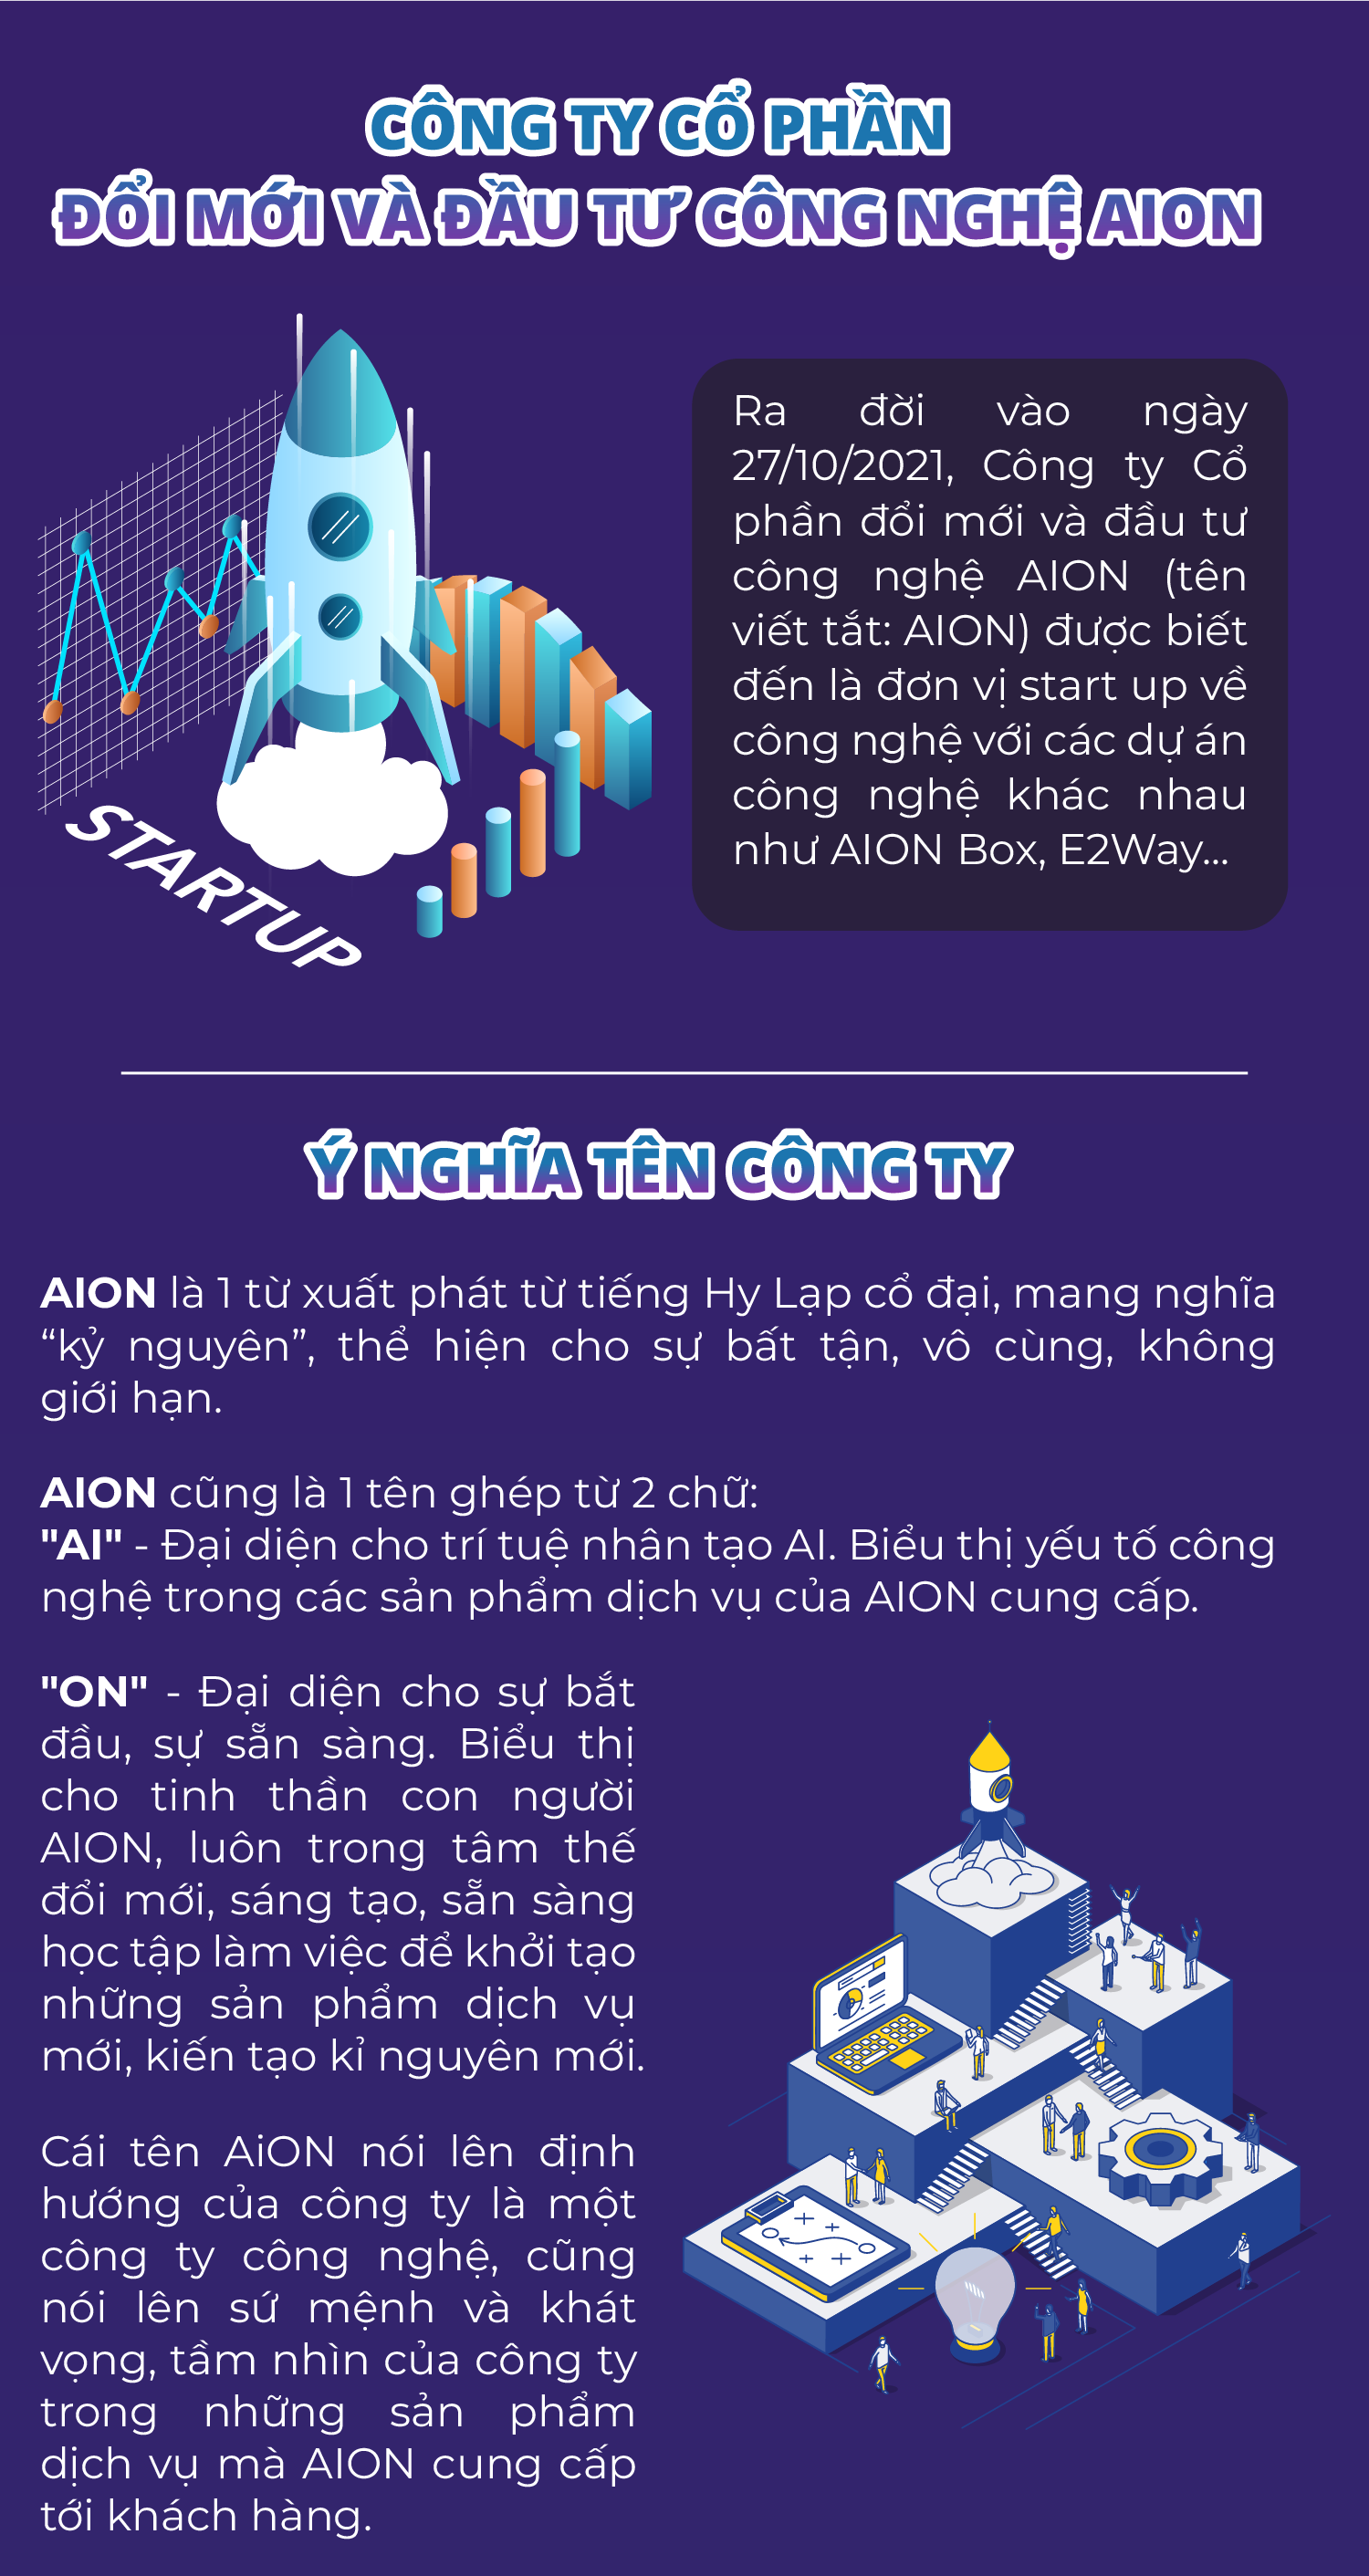 CÔNG TY CỔ PHẦN
ĐỔI MỚI VÀ ĐẦU TƯ CÔNG NGHỆ AION
Ra đời vào ngày
27/10/2021, Công ty Cổ
phần đổi mới và đầu tư
công nghệ AION (tên
viết tắt: AION) được biết
đến là đơn vị start up về
công nghệ với các dự án
công nghệ khác nhau
như AION Box, E2Way...
STARTUP
Ý NGHĨA TÊN CÔNG TY
AION là 1 từ xuất phát từ tiếng Hy Lạp cổ đại, mang nghĩa
“kỷ nguyên”, thể hiện cho sự bất tận, vô cùng, không
giới hạn.
AION cũng là 1 tên ghép từ 2 chữ:
"AI" - Đại diện cho trí tuệ nhân tạo AI. Biểu thị yếu tố công
nghệ trong các sản phẩm dịch vụ của AION cung cấp.
"ON" - Đại diện cho sự bắt
đầu, sự sẵn sàng. Biểu thị
cho tinh thần con người
AION, luôn trong tâm thế
đổi mới, sáng tạo, sẵn sàng
học tập làm việc để khởi tạo
những sản phẩm dịch vụ
mới, kiến tạo kỉ nguyên mới.
Cái tên AiON nói lên định
hướng của công ty là một
công ty công nghệ, cũng
nói lên sứ mệnh và khát
vọng, tầm nhìn của công ty
trong những sản phẩm
dịch vụ mà AION cung cấp
tới khách hàng.